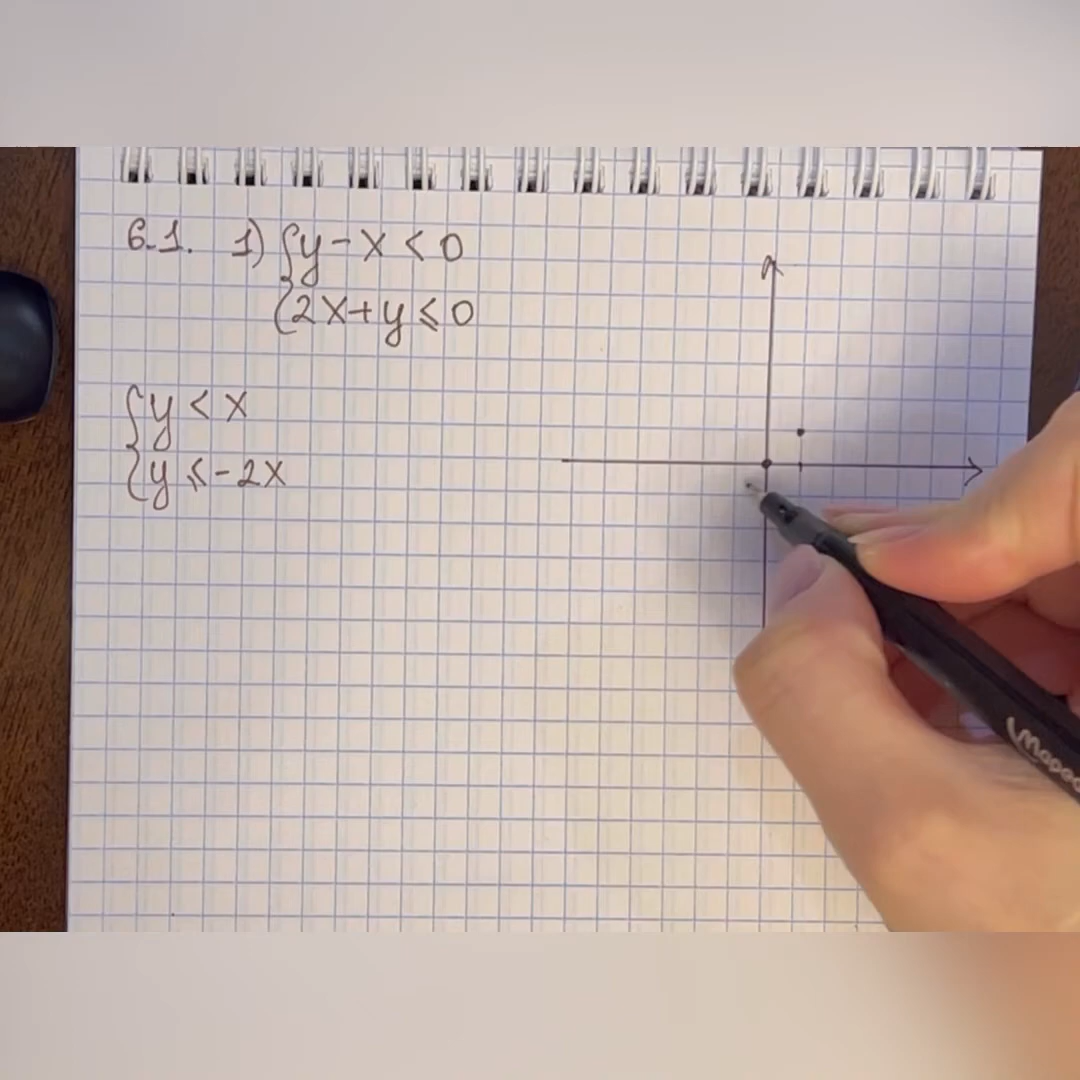 6.1. 1) {y - x < 0
{2x + y ⩽ 0
{y < x
{y ⩽ -2x